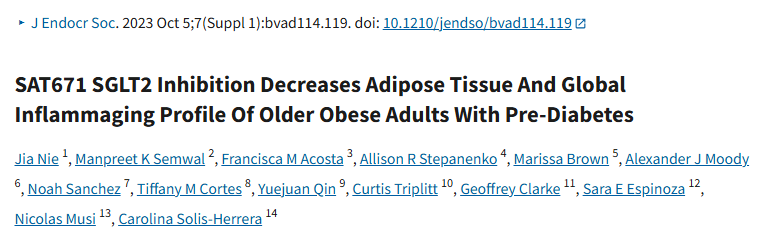 ▸ J Endocr Soc. 2023 Oct 5;7(Suppl 1):bvad114.119. doi: 10.1210/jendso/bvad114.119
SAT671 SGLT2 Inhibition Decreases Adipose Tissue And Global
Inflammaging Profile Of Older Obese Adults With Pre-Diabetes
Jia Nie 1, Manpreet K Semwal 2, Francisca M Acosta 3, Allison R Stepanenko 4, Marissa Brown 5, Alexander J Moody
6, Noah Sanchez 7, Tiffany M Cortes 8, Yuejuan Qin 9, Curtis Triplitt 10, Geoffrey Clarke 11, Sara E Espinoza 12,
Nicolas Musi 13, Carolina Solis-Herrera 14